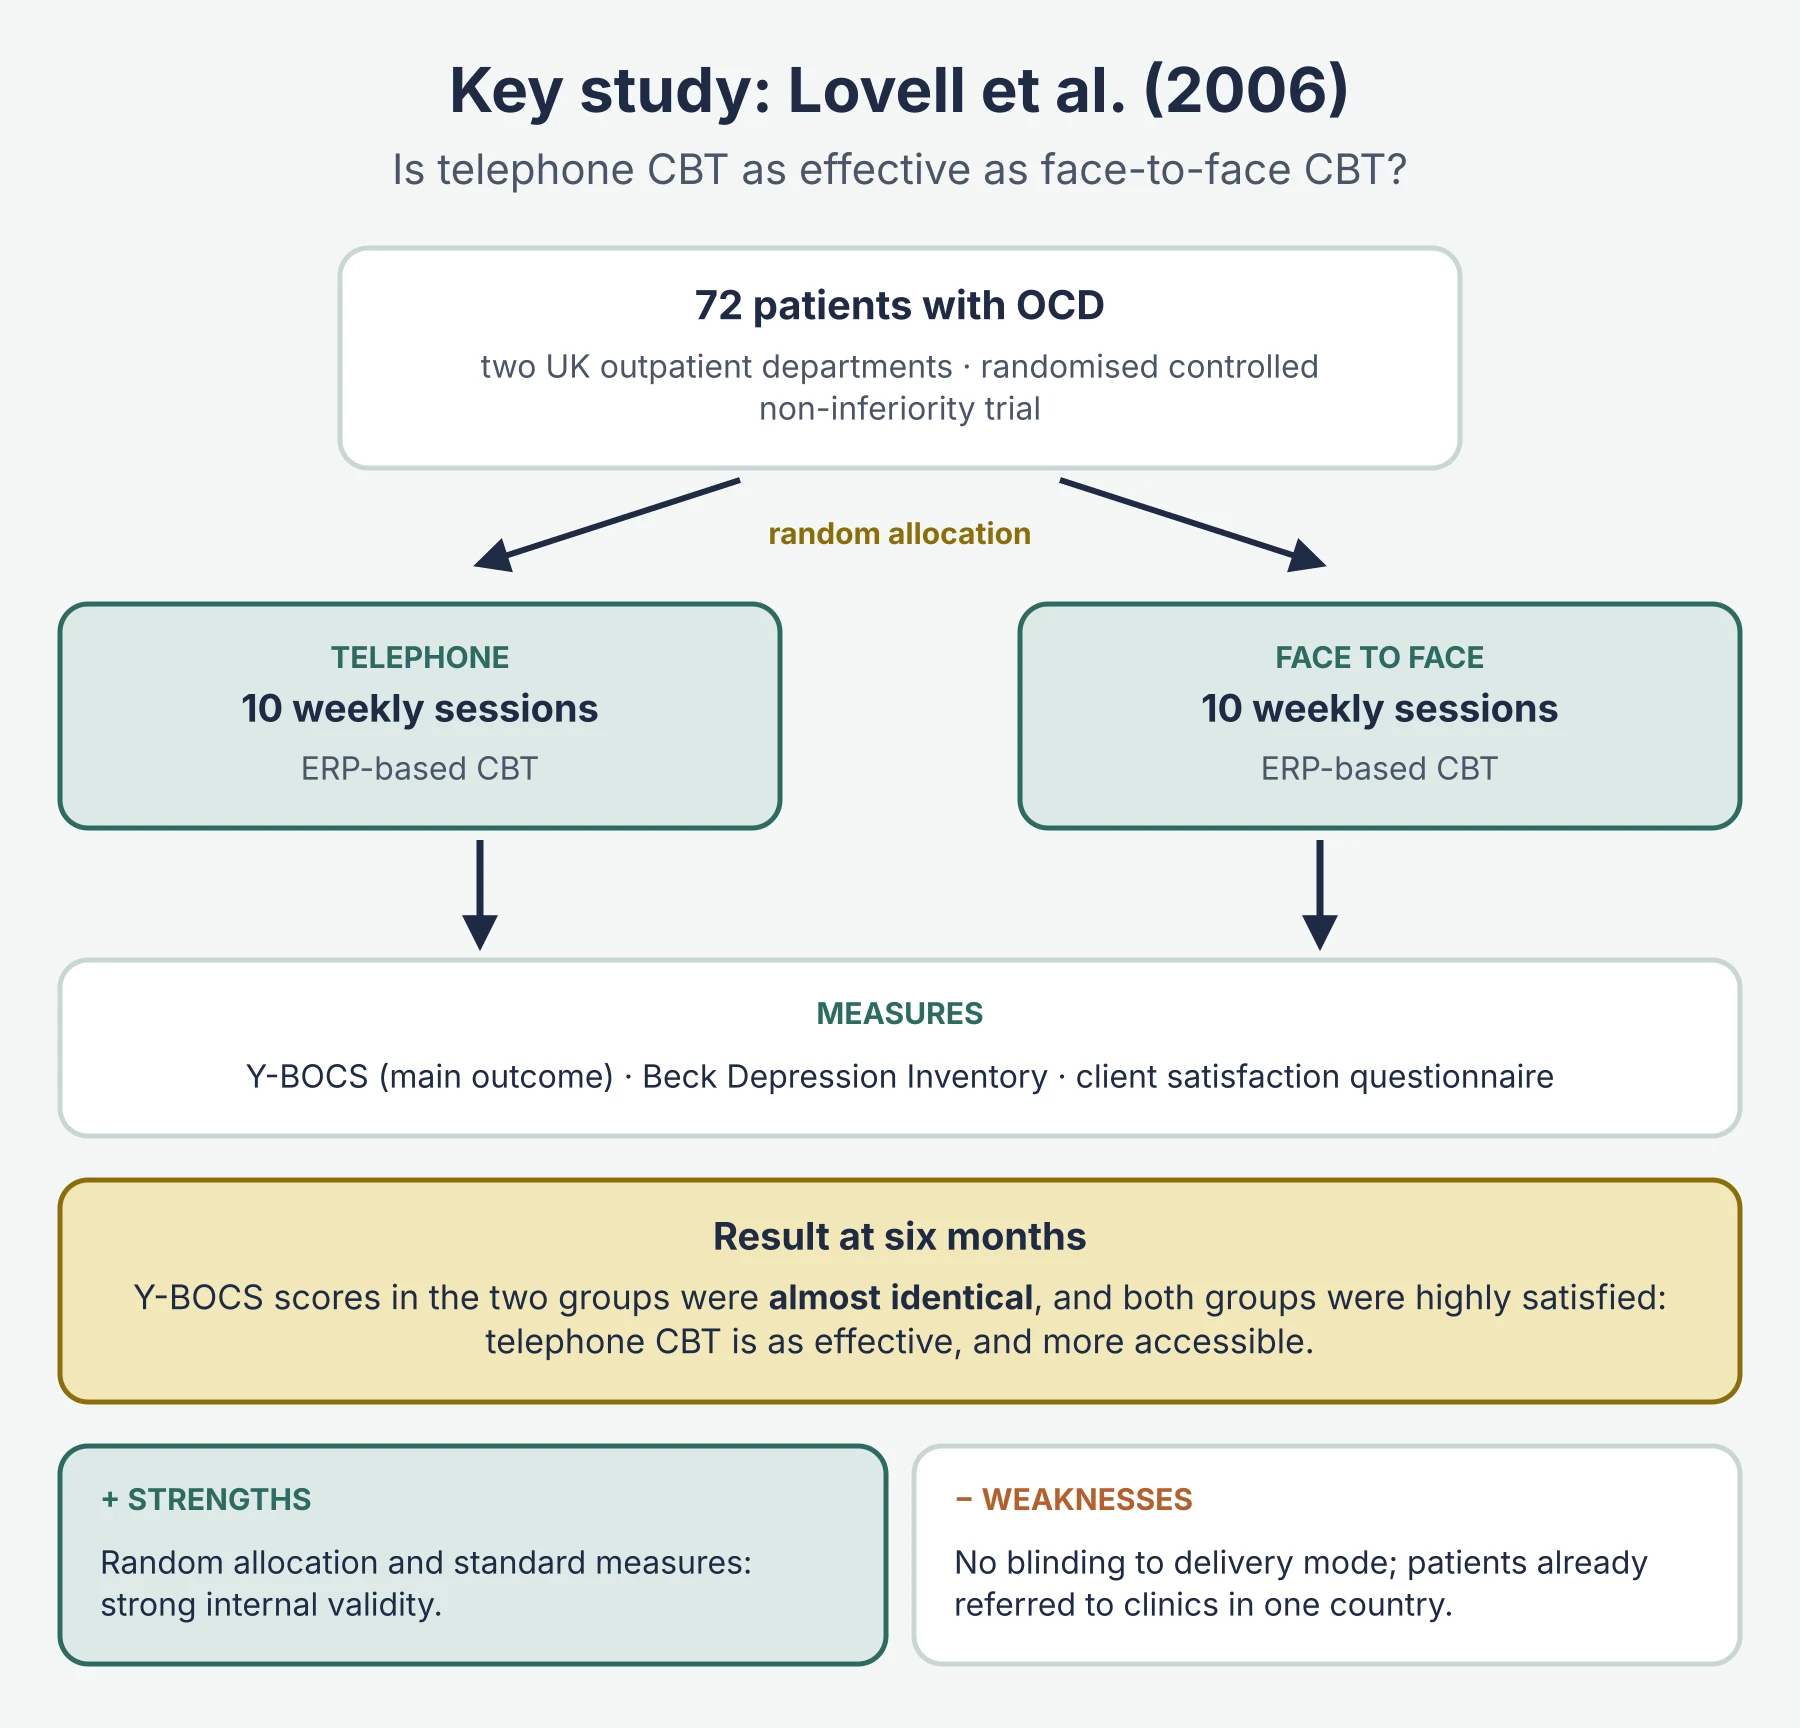 Key study: Lovell et al. (2006)
Is telephone CBT as effective as face-to-face CBT?
72 patients with OCD
two UK outpatient departments · randomised controlled
non-inferiority trial
random allocation
TELEPHONE
10 weekly sessions
ERP-based CBT
FACE TO FACE
10 weekly sessions
ERP-based CBT
MEASURES
Y-BOCS (main outcome) · Beck Depression Inventory · client satisfaction questionnaire
Result at six months
Y-BOCS scores in the two groups were almost identical, and both groups were highly satisfied:
telephone CBT is as effective, and more accessible.
+ STRENGTHS
Random allocation and standard measures:
strong internal validity.
− WEAKNESSES
No blinding to delivery mode; patients already
referred to clinics in one country.